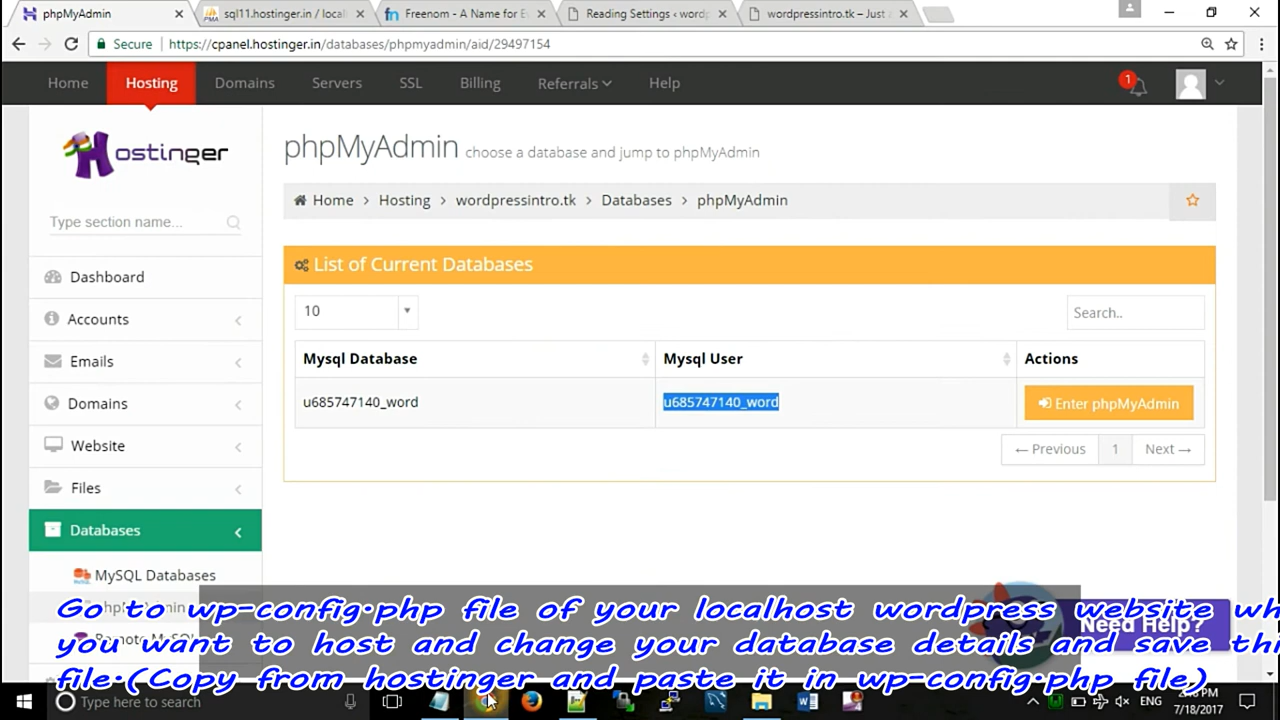 phpMyAdmin
sql11.hostinger.in / local
Freenom - A Name for Ev
Reading Settings ‹ wordp
wordpressintro.tk – Just a
Secure
https://cpanel.hostinger.in/databases/phpmyadmin/aid/29497154
Home
Hosting
Domains
Servers
SSL
Billing
Referrals
Help
1
Hostinger
phpMyAdmin choose a database and jump to phpMyAdmin
Type section name...
Home > Hosting > wordpressintro.tk > Databases > phpMyAdmin
List of Current Databases
Dashboard
10
Search..
Accounts
Mysql Database
Mysql User
Actions
Emails
u685747140_word
u685747140_word
Enter phpMyAdmin
Domains
Website
← Previous
1
Next →
Files
Databases
MySQL Databases
phpMyAdmin
Remote MySQL
Need Help?
Go to wp-config.php file of your localhost wordpress website wh
you want to host and change your database details and save thi
file.(Copy from hostinger and paste it in wp-config.php file)
Type here to search
ENG
PM
7/18/2017